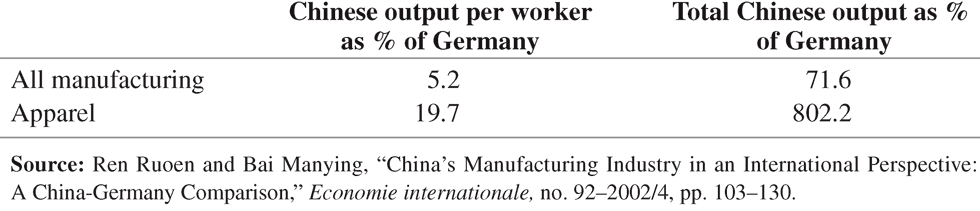 Chinese output per worker as % of Germany Total Chinese output as % of Germany
All manufacturing 5.2 71.6
Apparel 19.7 802.2
Source: Ren Ruoen and Bai Manying, “China’s Manufacturing Industry in an International Perspective:
A China-Germany Comparison,” Economie internationale, no. 92–2002/4, pp. 103–130.